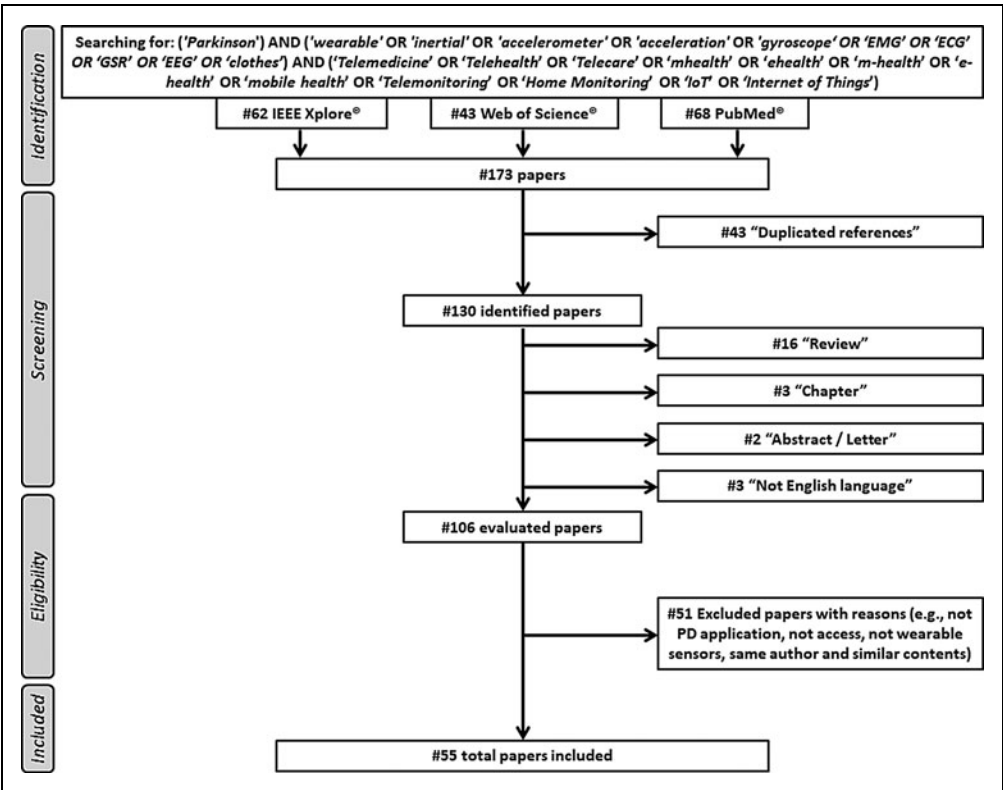 Identification
Searching for: ('Parkinson') AND ('wearable' OR 'inertial' OR 'accelerometer' OR 'acceleration' OR 'gyroscope' OR 'EMG' OR 'ECG'
OR 'GSR' OR 'EEG' OR 'clothes') AND ('Telemedicine' OR 'Telehealth' OR 'Telecare' OR 'mhealth' OR 'ehealth' OR 'm-health' OR 'e-
health' OR 'mobile health' OR 'Telemonitoring' OR 'Home Monitoring' OR 'IoT' OR 'Internet of Things')
#62 IEEE Xplore®
#43 Web of Science®
#68 PubMed®
#173 papers
Screening
#43 “Duplicated references”
#130 identified papers
#16 “Review”
#3 “Chapter”
#2 “Abstract / Letter”
#3 “Not English language”
Eligibility
#106 evaluated papers
#51 Excluded papers with reasons (e.g., not
PD application, not access, not wearable
sensors, same author and similar contents)
Included
#55 total papers included